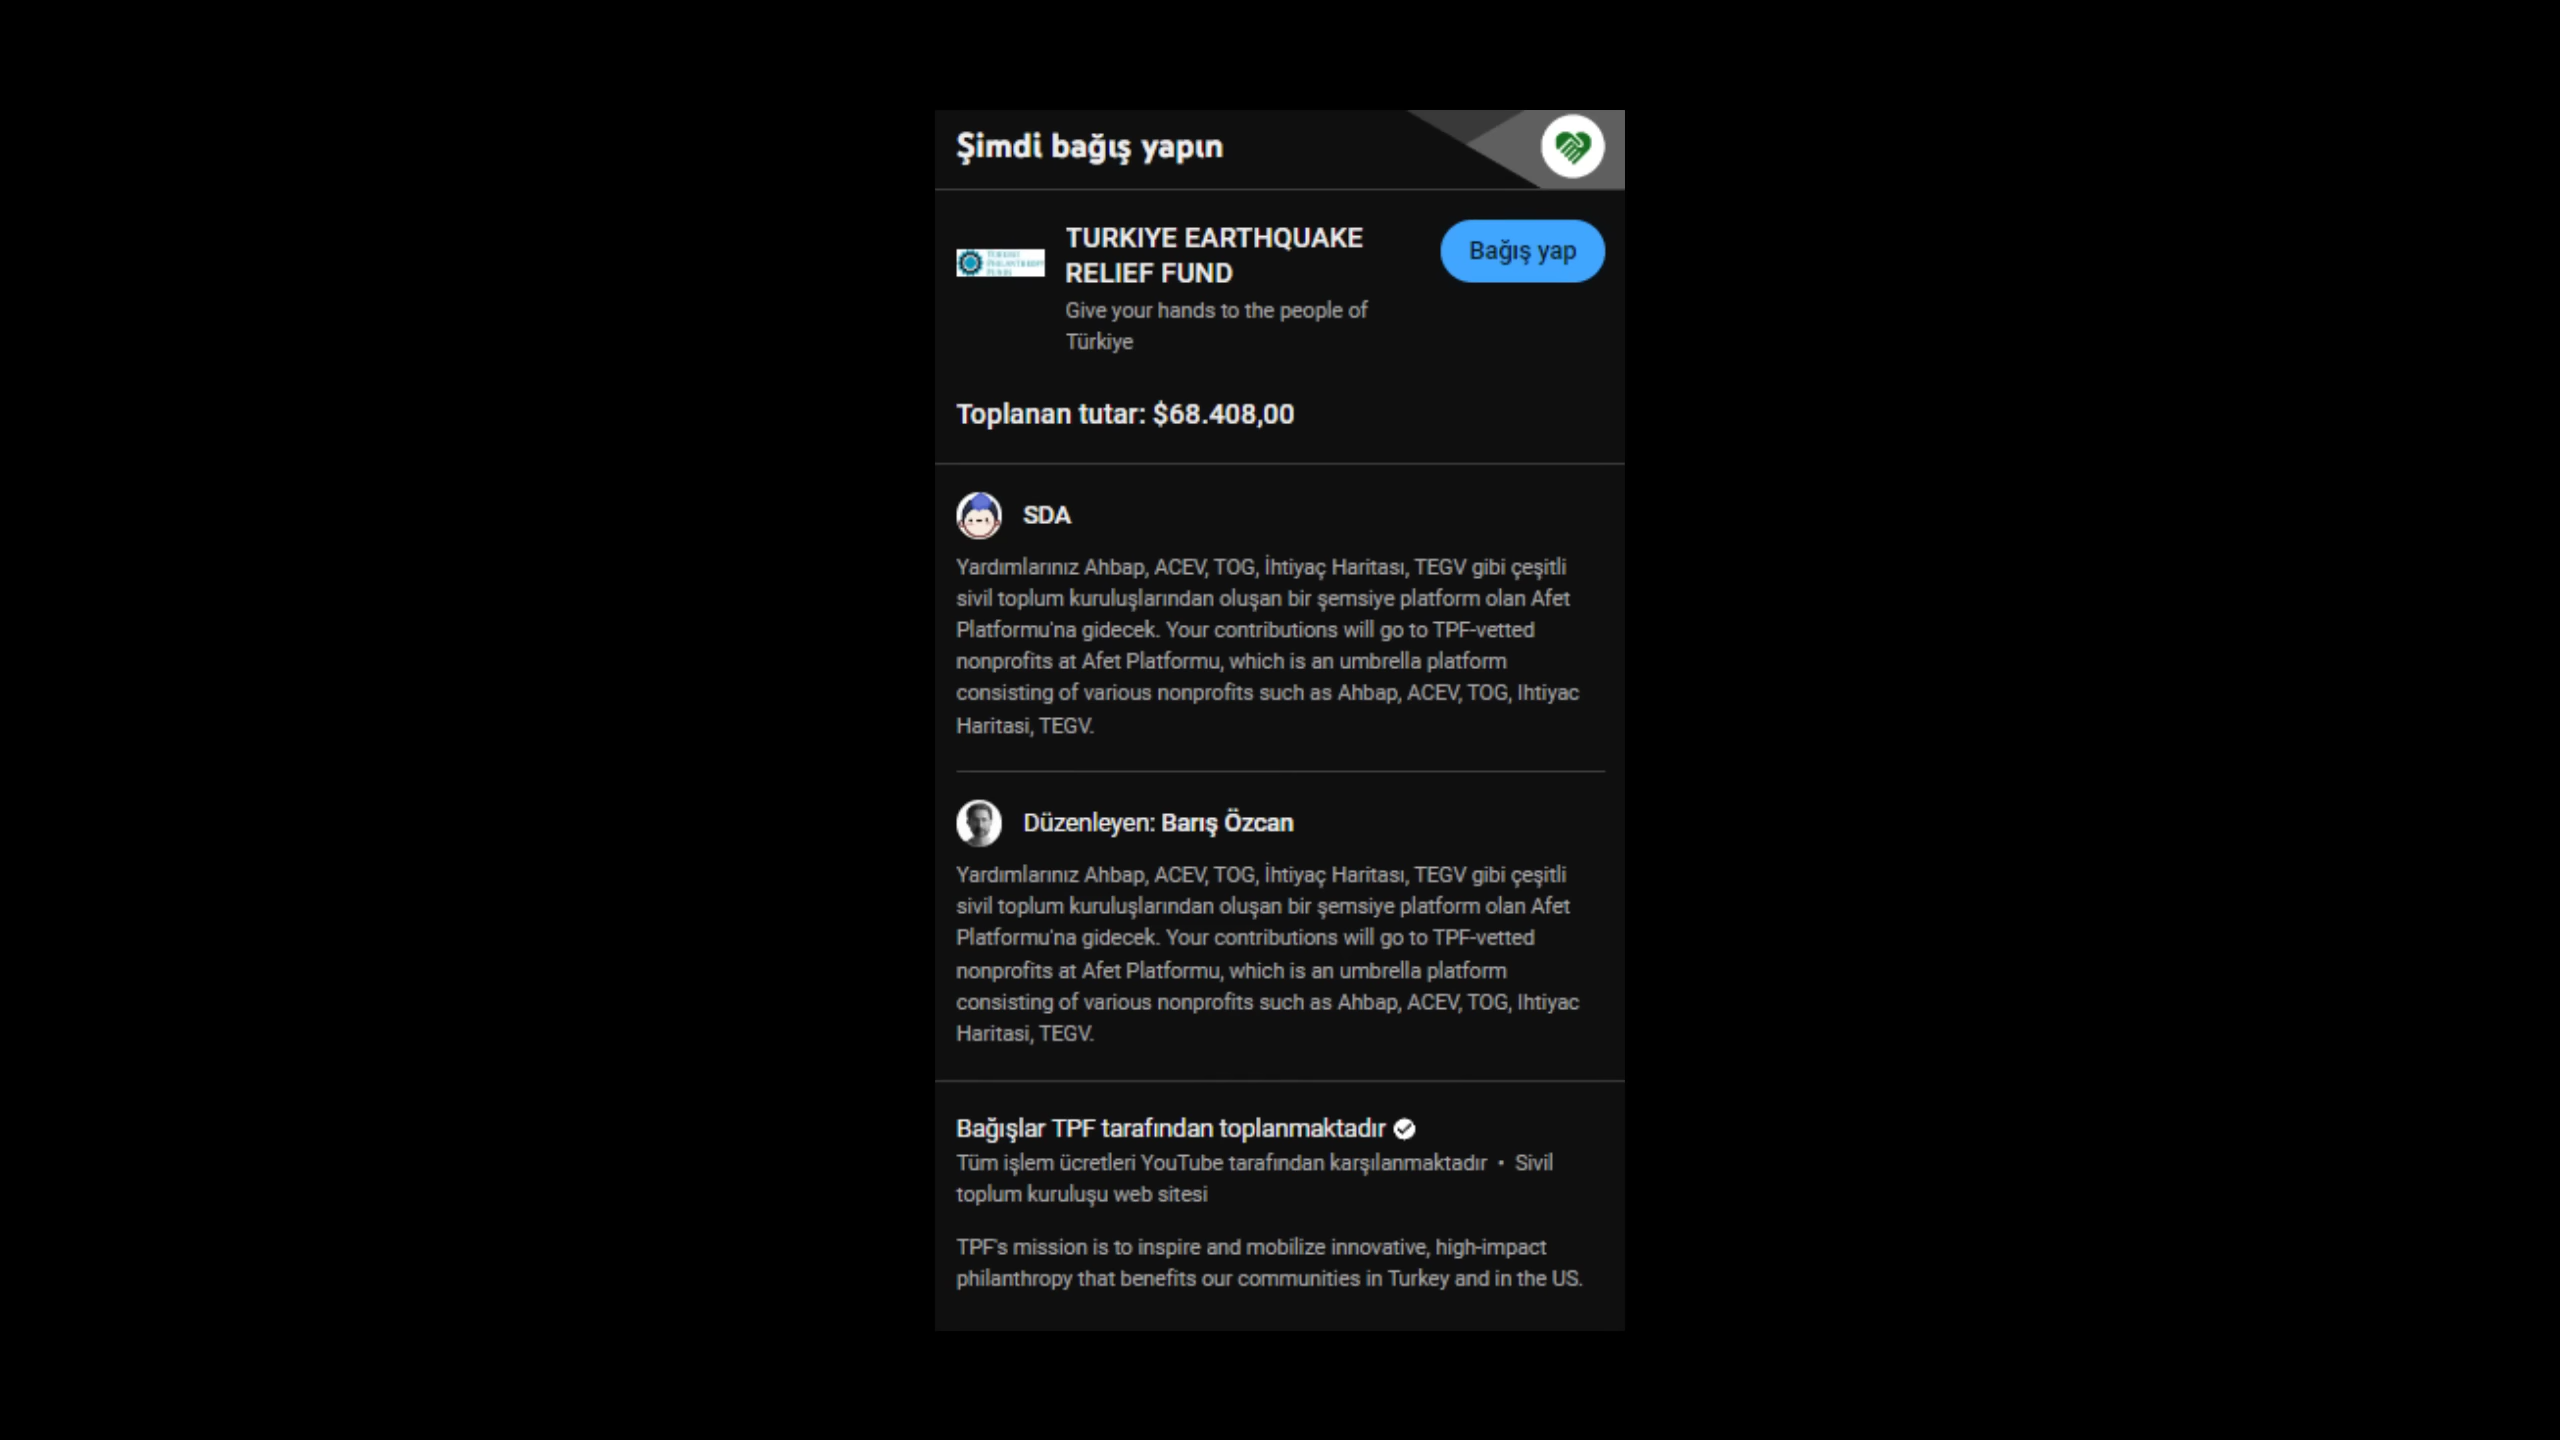 Şimdi bağış yapın
TURKIYE EARTHQUAKE
RELIEF FUND
Bağış yap
Give your hands to the people of
Türkiye
Toplanan tutar: $68.408,00
SDA
Yardımlarınız Ahbap, ACEV, TOG, İhtiyaç Haritası, TEGV gibi çeşitli
sivil toplum kuruluşlarından oluşan bir şemsiye platform olan Afet
Platformu'na gidecek. Your contributions will go to TPF-vetted
nonprofits at Afet Platformu, which is an umbrella platform
consisting of various nonprofits such as Ahbap, ACEV, TOG, Ihtiyac
Haritasi, TEGV.
Düzenleyen: Barış Özcan
Yardımlarınız Ahbap, ACEV, TOG, İhtiyaç Haritası, TEGV gibi çeşitli
sivil toplum kuruluşlarından oluşan bir şemsiye platform olan Afet
Platformu'na gidecek. Your contributions will go to TPF-vetted
nonprofits at Afet Platformu, which is an umbrella platform
consisting of various nonprofits such as Ahbap, ACEV, TOG, Ihtiyac
Haritasi, TEGV.
Bağışlar TPF tarafından toplanmaktadır
Tüm işlem ücretleri YouTube tarafından karşılanmaktadır • Sivil
toplum kuruluşu web sitesi
TPF's mission is to inspire and mobilize innovative, high-impact
philanthropy that benefits our communities in Turkey and in the US.